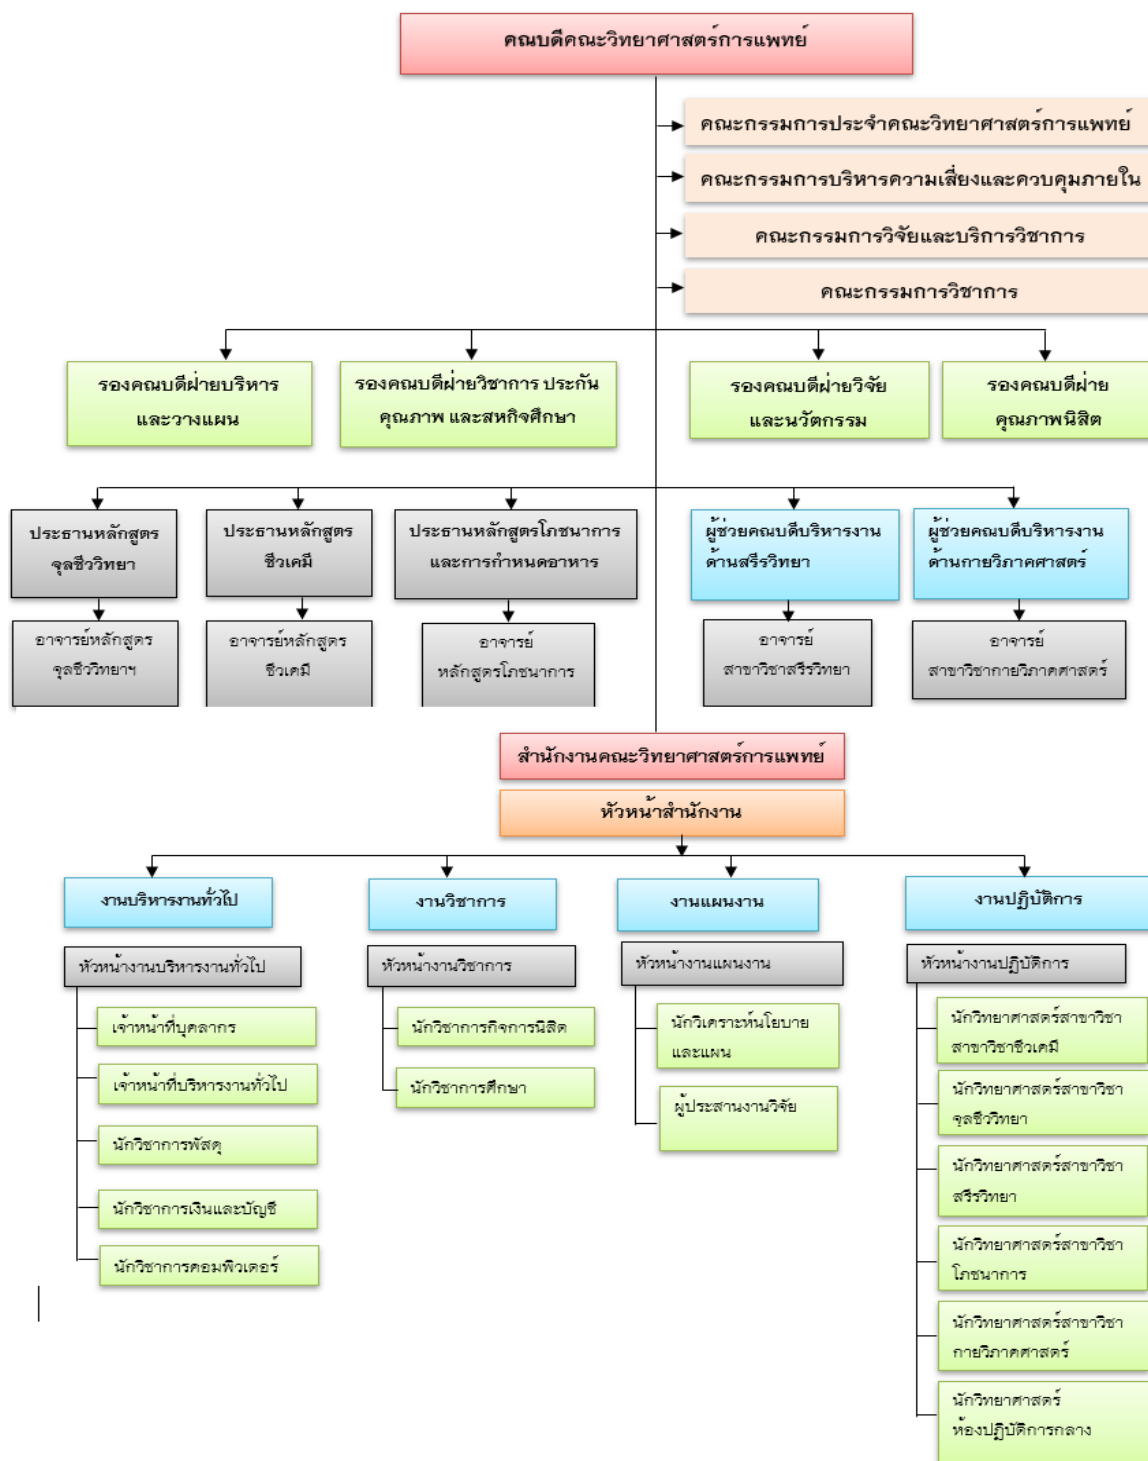 คณบดีคณะวิทยาศาสตร์การแพทย์
คณะกรรมการประจำคณะวิทยาศาสตร์การแพทย์
คณะกรรมการบริหารความเสี่ยงและควบคุมภายใน
คณะกรรมการวิจัยและบริการวิชาการ
คณะกรรมการวิชาการ
รองคณบดีฝ่ายบริหาร
และวางแผน
รองคณบดีฝ่ายวิชาการ ประกัน
คุณภาพ และสหกิจศึกษา
รองคณบดีฝ่ายวิจัย
และนวัตกรรม
รองคณบดีฝ่าย
คุณภาพนิสิต
ประธานหลักสูตร
จุลชีววิทยา
ประธานหลักสูตร
ชีวเคมี
ประธานหลักสูตรโภชนาการ
และการกำหนดอาหาร
ผู้ช่วยคณบดีบริหารงาน
ด้านสรีรวิทยา
ผู้ช่วยคณบดีบริหารงาน
ด้านกายวิภาคศาสตร์
อาจารย์หลักสูตร
จุลชีววิทยาฯ
อาจารย์หลักสูตร
ชีวเคมี
อาจารย์
หลักสูตรโภชนาการ
อาจารย์
สาขาวิชาสรีรวิทยา
อาจารย์
สาขาวิชากายวิภาคศาสตร์
สำนักงานคณะวิทยาศาสตร์การแพทย์
หัวหน้าสำนักงาน
งานบริหารงานทั่วไป
งานวิชาการ
งานแผนงาน
งานปฏิบัติการ
หัวหน้างานบริหารงานทั่วไป
หัวหน้างานวิชาการ
หัวหน้างานแผนงาน
หัวหน้างานปฏิบัติการ
เจ้าหน้าที่บุคลากร
เจ้าหน้าที่บริหารงานทั่วไป
นักวิชาการพัสดุ
นักวิชาการเงินและบัญชี
นักวิชาการคอมพิวเตอร์
นักวิชาการกิจการนิสิต
นักวิชาการศึกษา
นักวิเคราะห์นโยบาย
และแผน
ผู้ประสานงานวิจัย
นักวิทยาศาสตร์สาขาวิชา
สาขาวิชาชีวเคมี
นักวิทยาศาสตร์สาขาวิชา
จุลชีววิทยา
นักวิทยาศาสตร์สาขาวิชา
สรีรวิทยา
นักวิทยาศาสตร์สาขาวิชา
โภชนาการ
นักวิทยาศาสตร์สาขาวิชา
กายวิภาคศาสตร์
นักวิทยาศาสตร์
ห้องปฏิบัติการกลาง